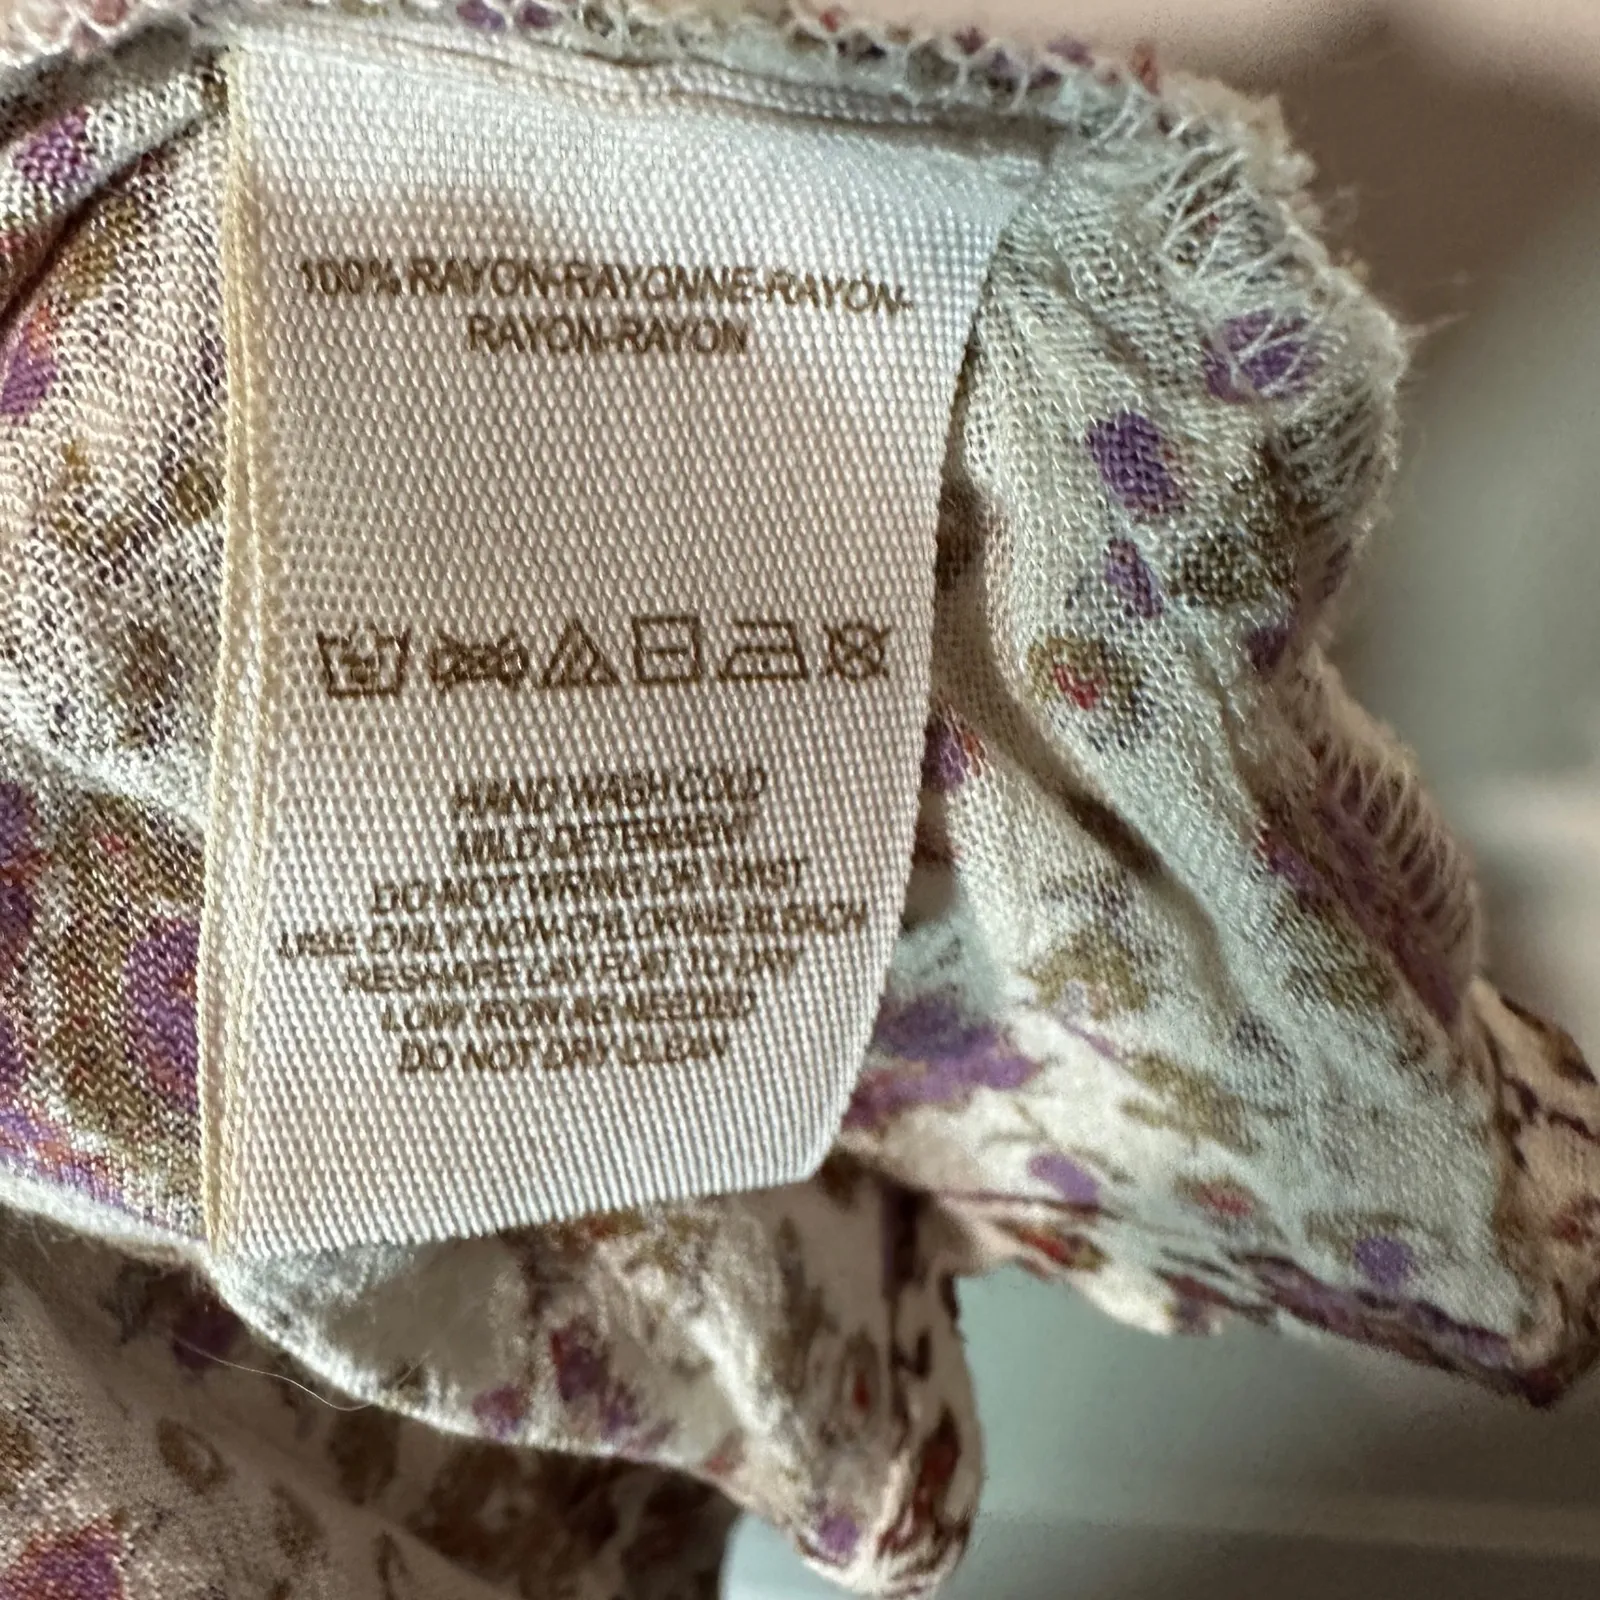 100% RAYON-RAYONNE-RAYON-
RAYON-RAYON
HAND WASH COLD
MILD DETERGENT
DO NOT WRING OR TWIST
USE ONLY NON-CHLORINE BLEACH
RESHAPE LAY FLAT TO DRY
LOW IRON AS NEEDED
DO NOT DRY CLEAN